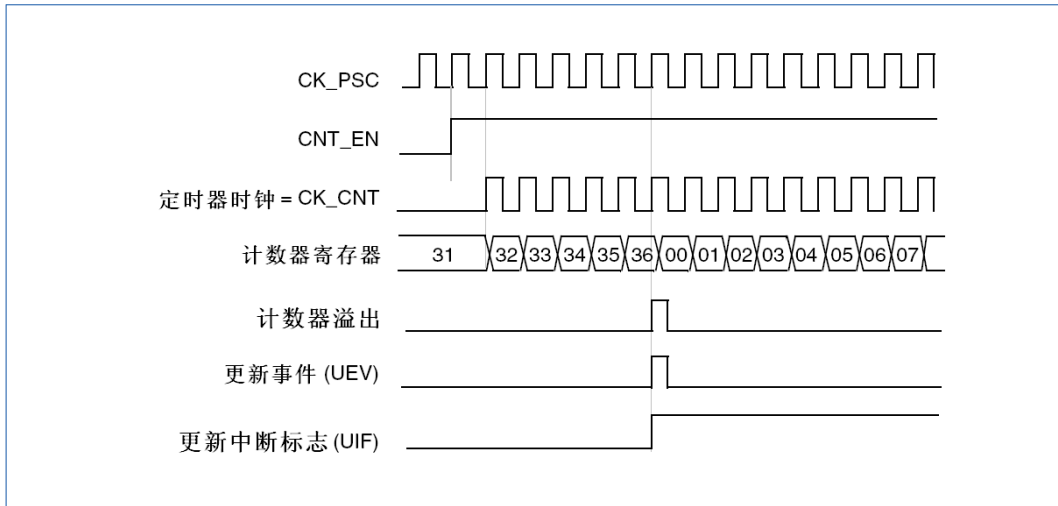 CK_PSC
CNT_EN
定时器时钟 = CK_CNT
计数器寄存器 31 32 33 34 35 36 00 01 02 03 04 05 06 07
计数器溢出
更新事件 (UEV)
更新中断标志 (UIF)